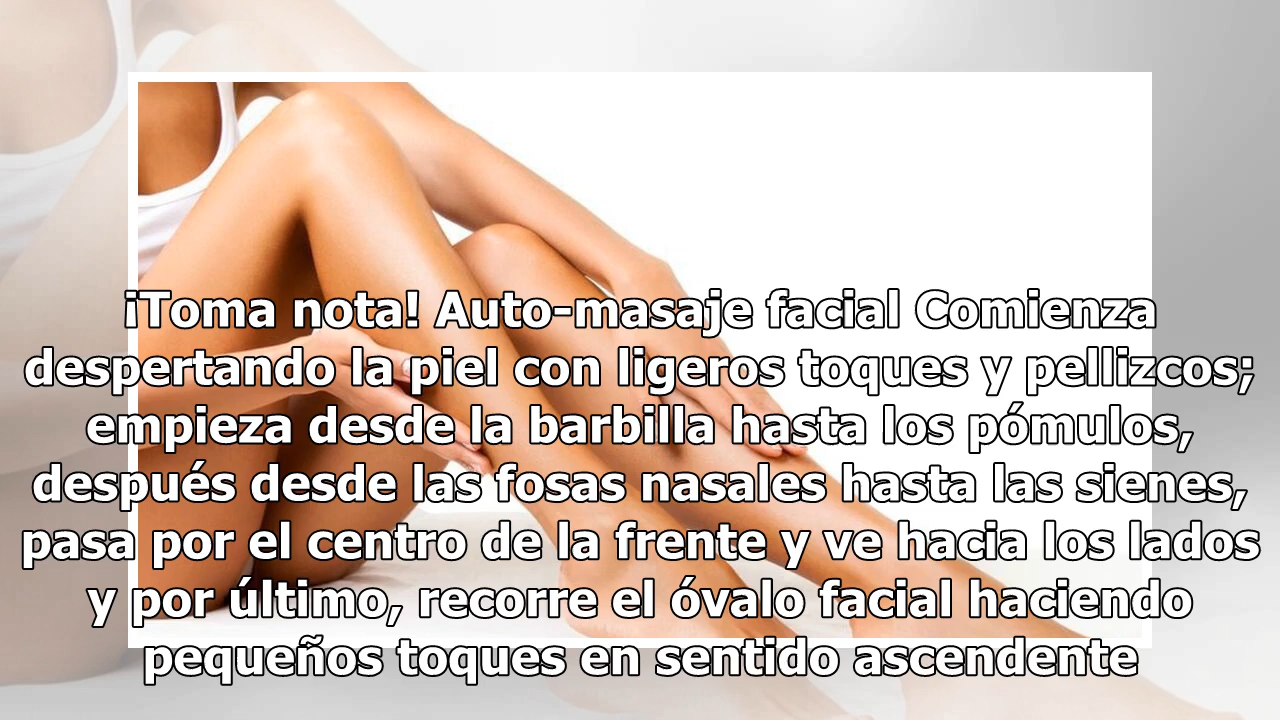 ¡Toma nota! Auto-masaje facial Comienza
despertando la piel con ligeros toques y pellizcos;
empieza desde la barbilla hasta los pómulos,
después desde las fosas nasales hasta las sienes,
pasa por el centro de la frente y ve hacia los lados
y por último, recorre el óvalo facial haciendo
pequeños toques en sentido ascendente